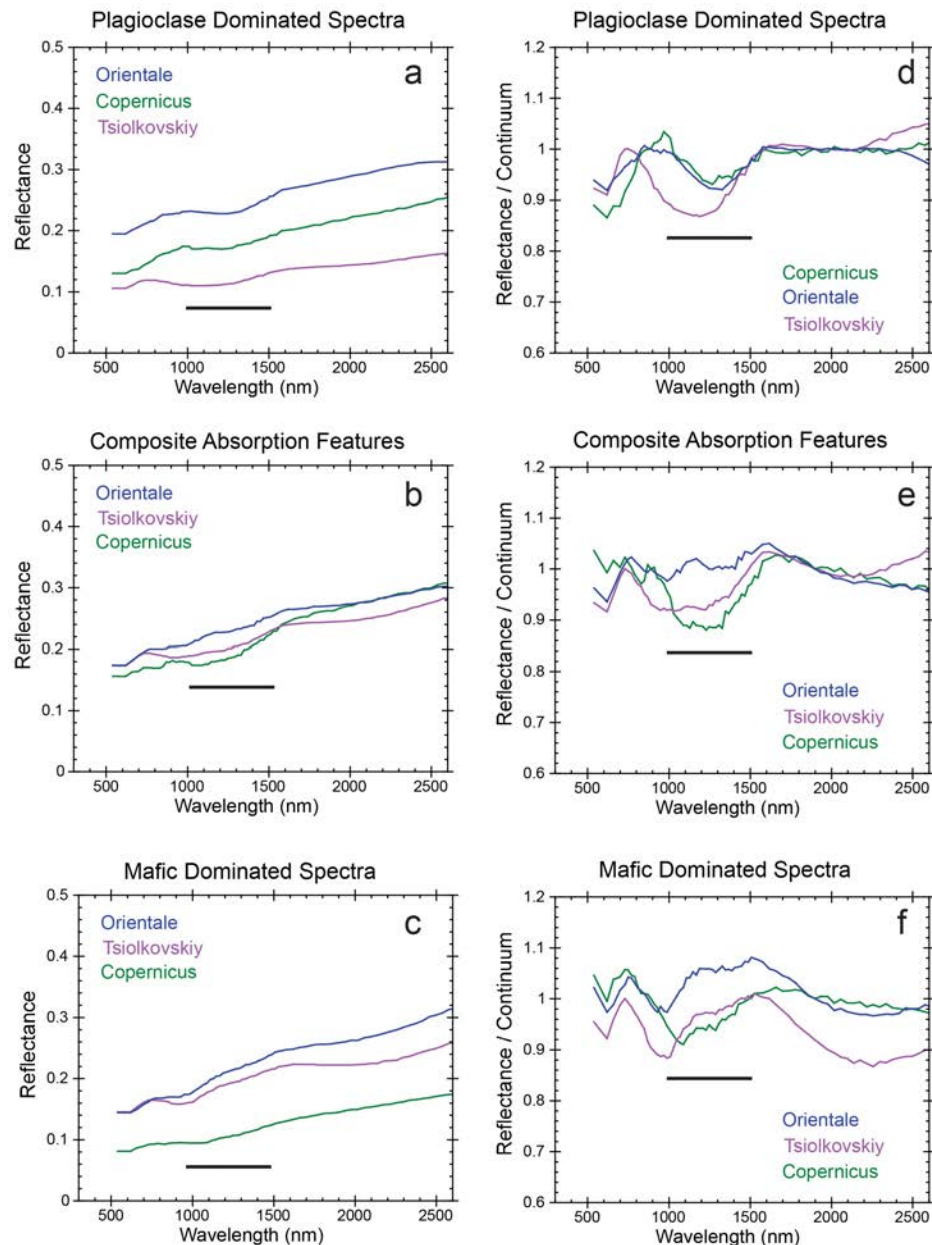 Plagioclase Dominated Spectra
a
Orientale
Copernicus
Tsiolkovskiy
Reflectance
0.5
0.4
0.3
0.2
0.1
0
500 1000 1500 2000 2500
Wavelength (nm)
Plagioclase Dominated Spectra
d
Reflectance / Continuum
1.2
1.1
1
0.9
0.8
0.7
0.6
Copernicus
Orientale
Tsiolkovskiy
500 1000 1500 2000 2500
Wavelength (nm)
Composite Absorption Features
b
Orientale
Tsiolkovskiy
Copernicus
Reflectance
0.5
0.4
0.3
0.2
0.1
0
500 1000 1500 2000 2500
Wavelength (nm)
Composite Absorption Features
e
Reflectance / Continuum
1.2
1.1
1
0.9
0.8
0.7
0.6
Orientale
Tsiolkovskiy
Copernicus
500 1000 1500 2000 2500
Wavelength (nm)
Mafic Dominated Spectra
c
Orientale
Tsiolkovskiy
Copernicus
Reflectance
0.5
0.4
0.3
0.2
0.1
0
500 1000 1500 2000 2500
Wavelength (nm)
Mafic Dominated Spectra
f
Reflectance / Continuum
1.2
1.1
1
0.9
0.8
0.7
0.6
Orientale
Tsiolkovskiy
Copernicus
500 1000 1500 2000 2500
Wavelength (nm)